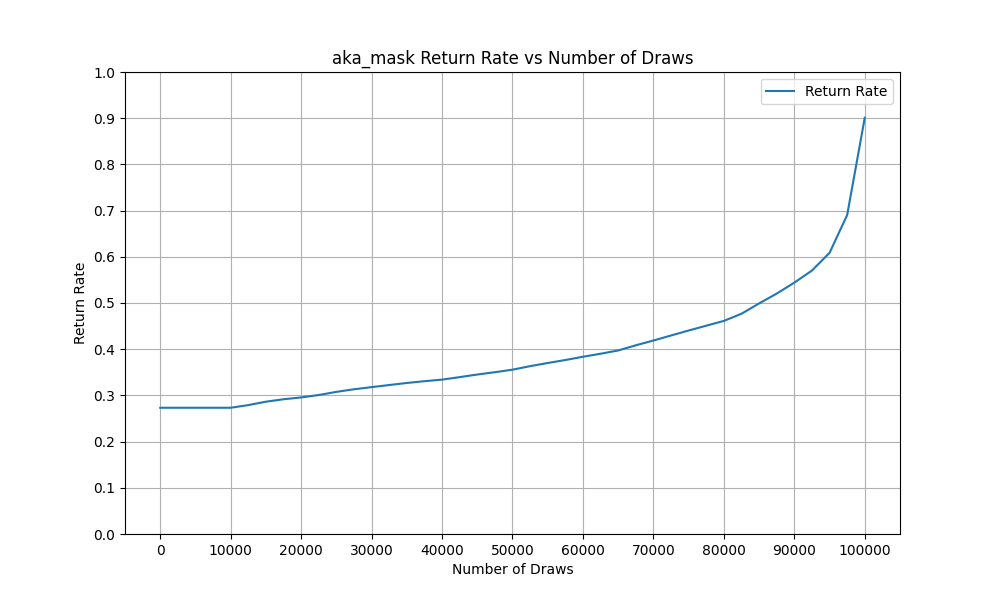 aka_mask Return Rate vs Number of Draws
Return Rate
1.0
0.9
0.8
0.7
0.6
0.5
0.4
0.3
0.2
0.1
0.0
Return Rate
0 10000 20000 30000 40000 50000 60000 70000 80000 90000 100000
Number of Draws